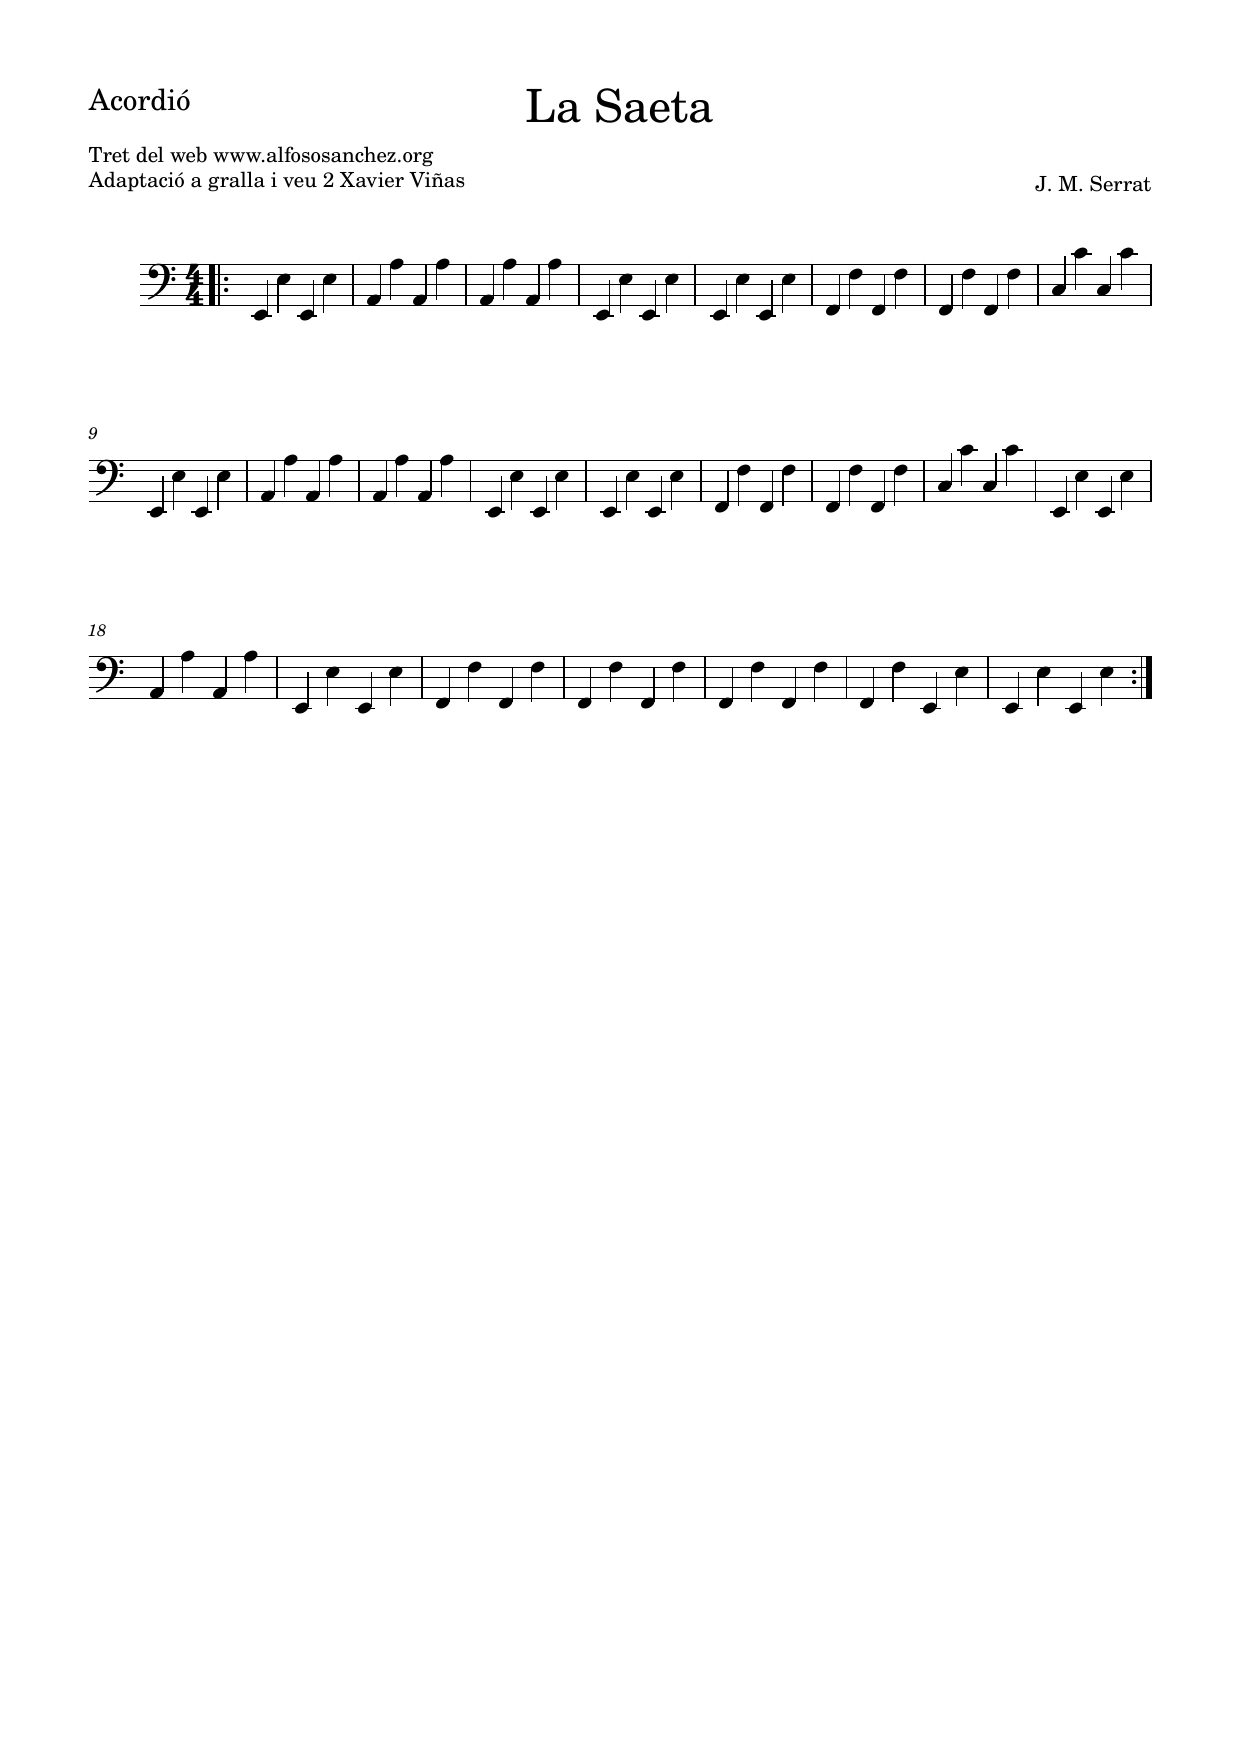 Acordió
La Saeta
Tret del web www.alfososanchez.org
Adaptació a gralla i veu 2 Xavier Viñas
J. M. Serrat
4
4
9
18